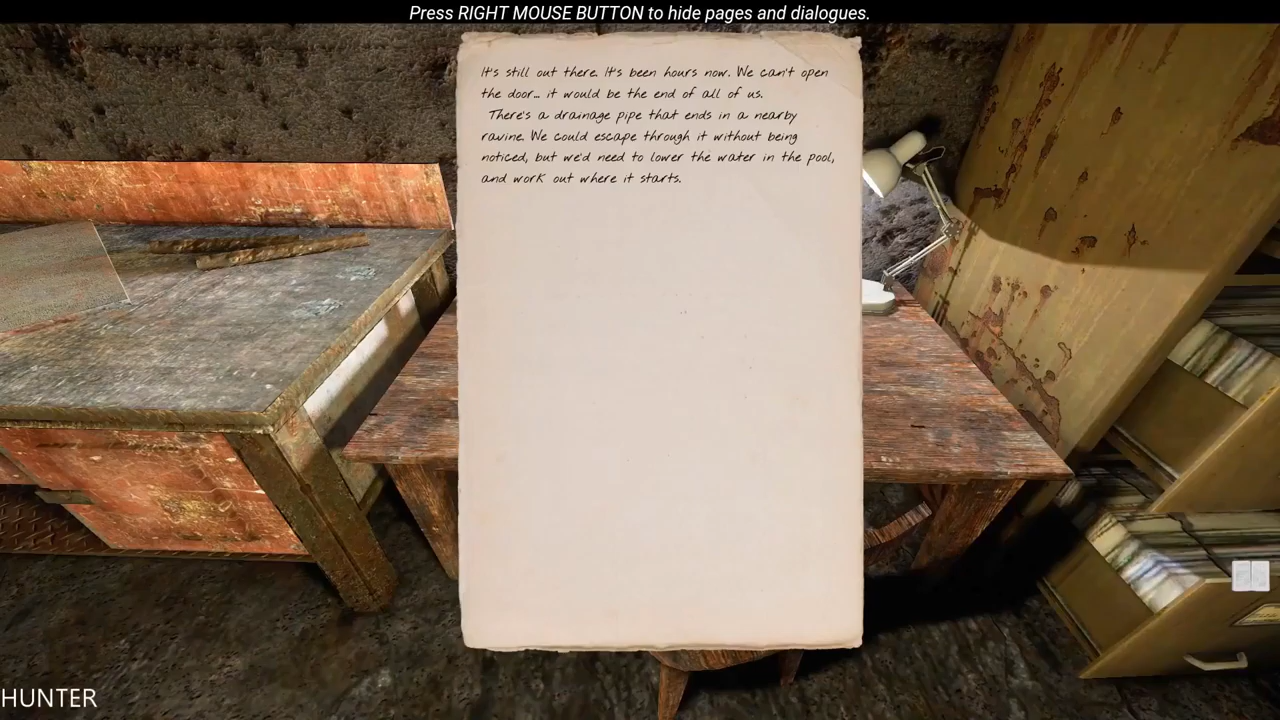 Press RIGHT MOUSE BUTTON to hide pages and dialogues.
It's still out there. It's been hours now. We can't open
the door... it would be the end of all of us.
There's a drainage pipe that ends in a nearby
ravine. We could escape through it without being
noticed, but we'd need to lower the water in the pool,
and work out where it starts.
HUNTER